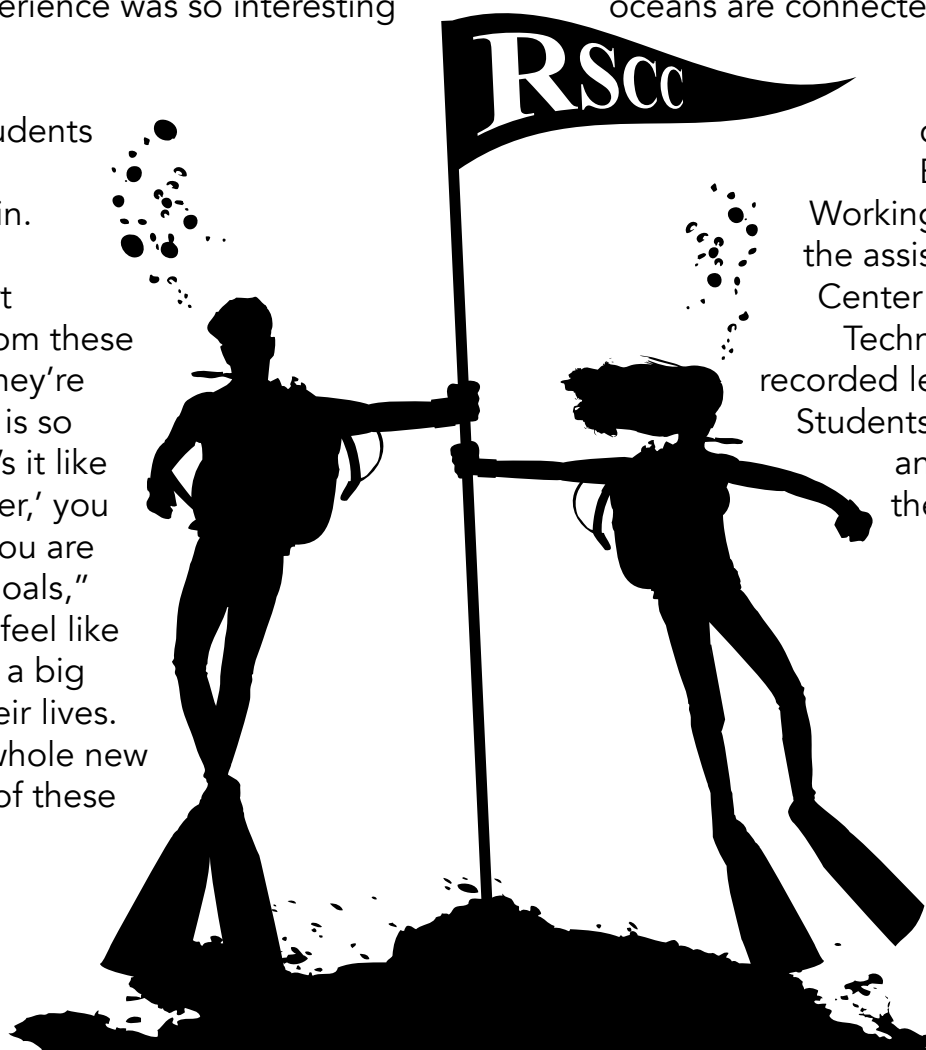 erience was so interesting
udents
in.
t
om these
hey’re
is so
’s it like
er,’ you
ou are
oals,”
feel like
a big
eir lives.
whole new
of these
RSCC
oceans are connecte
Working
the assis
Center
Techn
recorded le
Students
an
the